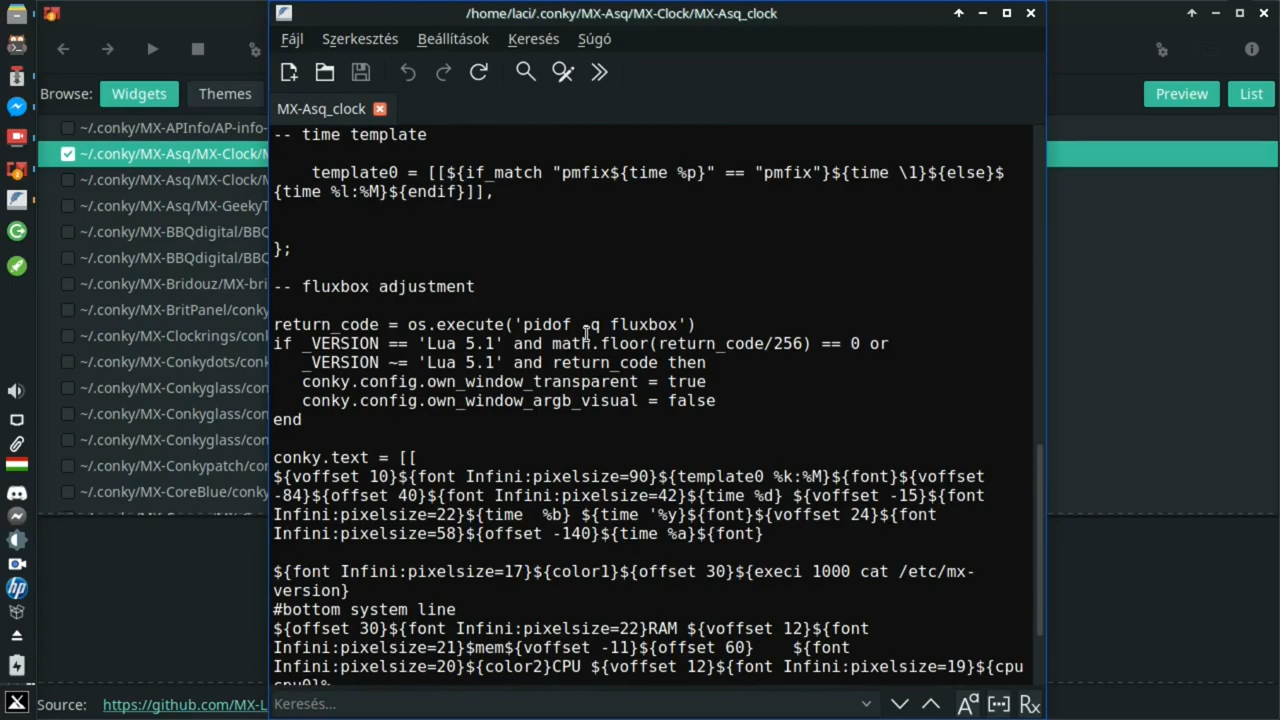 /home/laci/.conky/MX-Asq/MX-Clock/MX-Asq_clock
Fájl Szerkesztés Beállítások Keresés Súgó
Browse: Widgets Themes Preview List
MX-Asq_clock
~/.conky/MX-APInfo/AP-info-
~/.conky/MX-Asq/MX-Clock/M
~/.conky/MX-Asq/MX-Clock/M
~/.conky/MX-Asq/MX-GeekyT
~/.conky/MX-BBQdigital/BBQ
~/.conky/MX-BBQdigital/BBQ
~/.conky/MX-Bridouz/MX-bri
~/.conky/MX-BritPanel/conky
~/.conky/MX-Clockrings/conl
~/.conky/MX-Conkydots/conl
~/.conky/MX-Conkyglass/con
~/.conky/MX-Conkyglass/con
~/.conky/MX-Conkyglass/co
~/.conky/MX-Conkypatch/cor
~/.conky/MX-CoreBlue/conky
-- time template
template0 = [[${if_match "pmfix${time %p}" == "pmfix"}${time \1}${else}$
{time %l:%M}${endif}]],
};
-- fluxbox adjustment
return_code = os.execute('pidof -q fluxbox')
if _VERSION == 'Lua 5.1' and math.floor(return_code/256) == 0 or
_VERSION ~= 'Lua 5.1' and return_code then
conky.config.own_window_transparent = true
conky.config.own_window_argb_visual = false
end
conky.text = [[
${voffset 10}${font Infini:pixelsize=90}${template0 %k:%M}${font}${voffset
-84}${offset 40}${font Infini:pixelsize=42}${time %d} ${voffset -15}${font
Infini:pixelsize=22}${time  %b} ${time '%y}${font}${voffset 24}${font
Infini:pixelsize=58}${offset -140}${time %a}${font}
${font Infini:pixelsize=17}${color1}${offset 30}${execi 1000 cat /etc/mx-
version}
#bottom system line
${offset 30}${font Infini:pixelsize=22}RAM ${voffset 12}${font
Infini:pixelsize=21}$mem${voffset -11}${offset 60}    ${font
Infini:pixelsize=20}${color2}CPU ${voffset 12}${font Infini:pixelsize=19}${cpu
cpu0}%
Keresés...
Source: https://github.com/MX-L